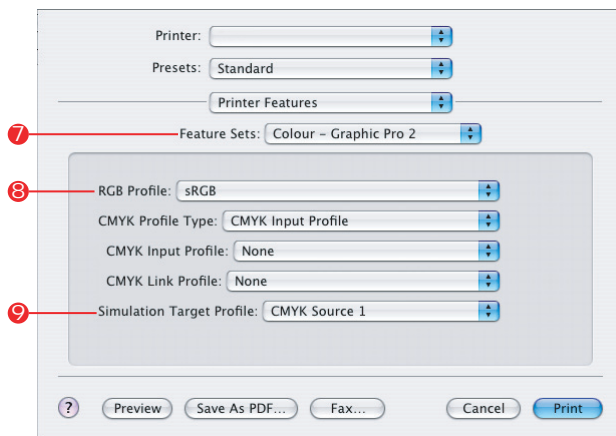 Printer:
Presets: Standard
Printer Features
7 Feature Sets: Colour – Graphic Pro 2
8 RGB Profile: sRGB
CMYK Profile Type: CMYK Input Profile
CMYK Input Profile: None
CMYK Link Profile: None
9 Simulation Target Profile: CMYK Source 1
? Preview Save As PDF... Fax... Cancel Print